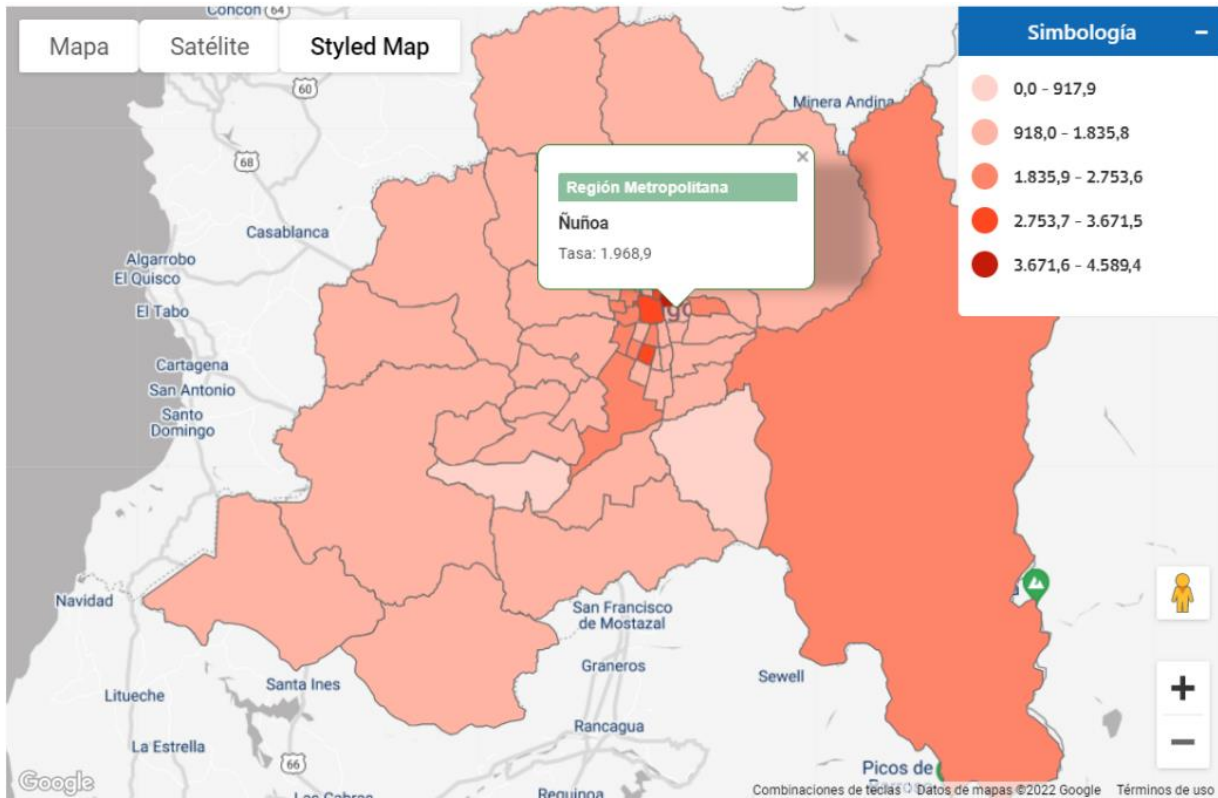 Concón
64
Mapa
Satélite
Styled Map
Simbología
0,0 - 917,9
918,0 - 1.835,8
1.835,9 - 2.753,6
2.753,7 - 3.671,5
3.671,6 - 4.589,4
60
Minera Andina
68
Región Metropolitana
Ñuñoa
Tasa: 1.968,9
Casablanca
Algarrobo
El Quisco
El Tabo
Cartagena
San Antonio
Santo
Domingo
Navidad
San Francisco
de Mostazal
Graneros
Sewell
Santa Ines
Litueche
Rancagua
La Estrella
66
Picos de
Barroso
Google
Combinaciones de teclas
Datos de mapas ©2022 Google
Términos de uso
Requinoa